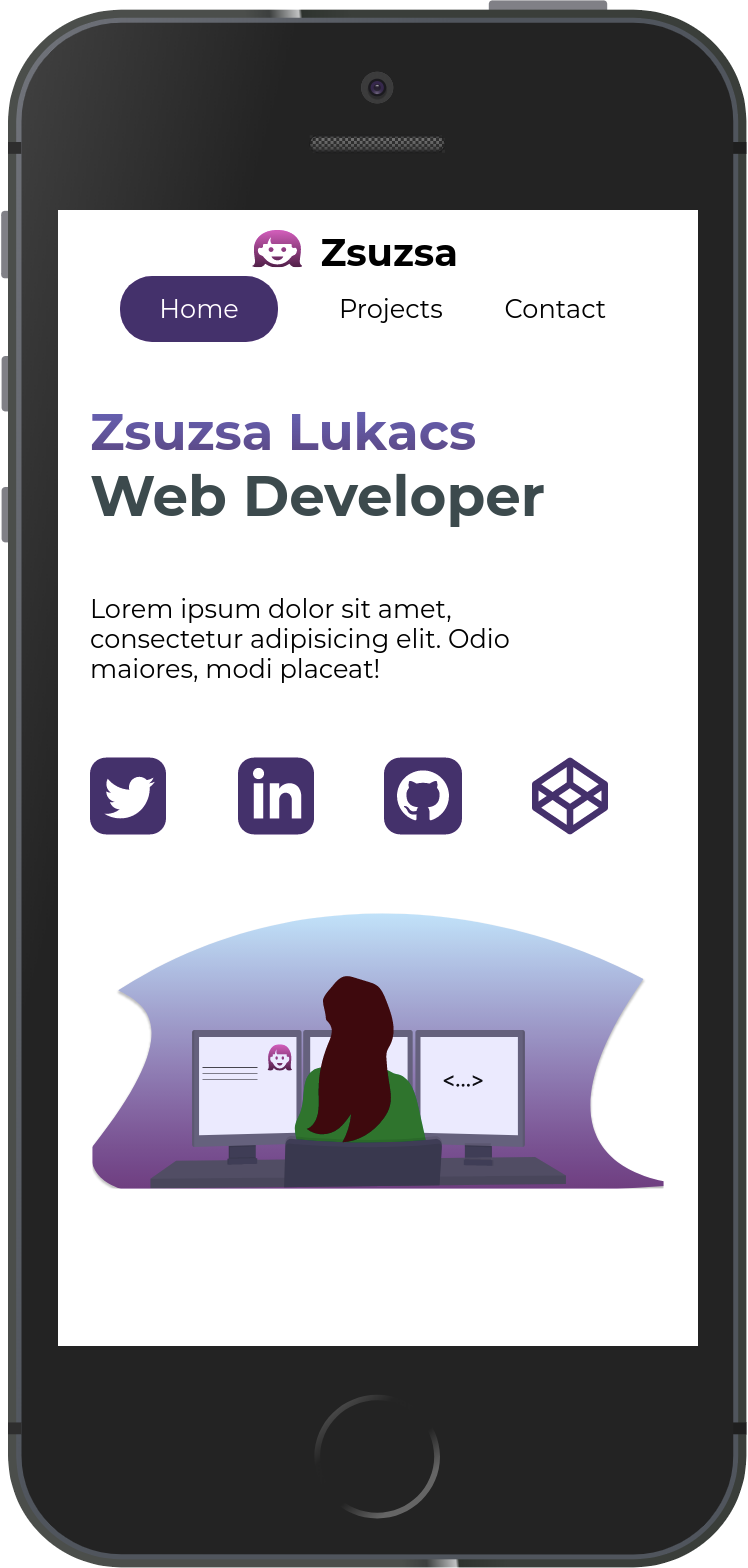 Zsuzsa
Home Projects Contact
Zsuzsa Lukacs
Web Developer
Lorem ipsum dolor sit amet,
consectetur adipisicing elit. Odio
maiores, modi placeat!
in
<...>